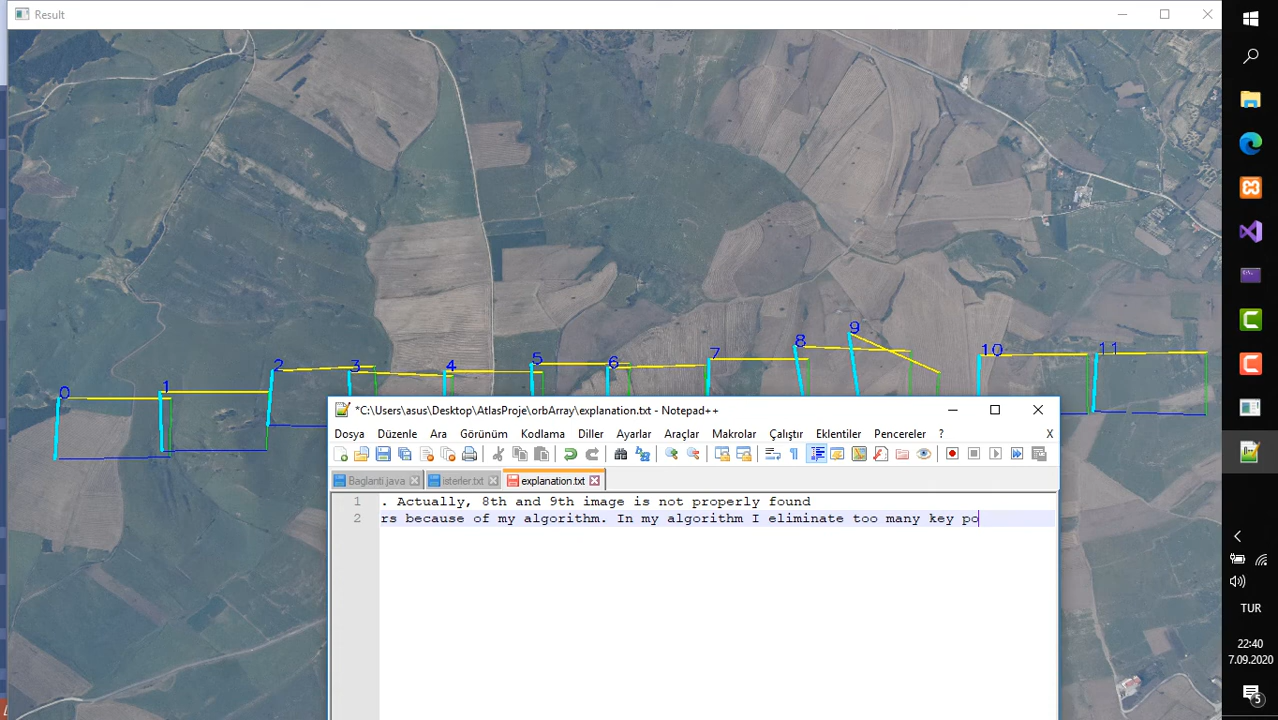 Result
0
1
2
3
4
5
6
7
8
9
10
11
*C:\Users\asus\Desktop\AtlasProje\orbArray\explanation.txt - Notepad++
Dosya Düzenle Ara Görünüm Kodlama Diller Ayarlar Araçlar Makrolar Çalıştır Eklentiler Pencereler ? X
Baglanti.java isterler.txt explanation.txt
1 . Actually, 8th and 9th image is not properly found
2 rs because of my algorithm. In my algorithm I eliminate too many key po
TUR
22:40
7.09.2020
5